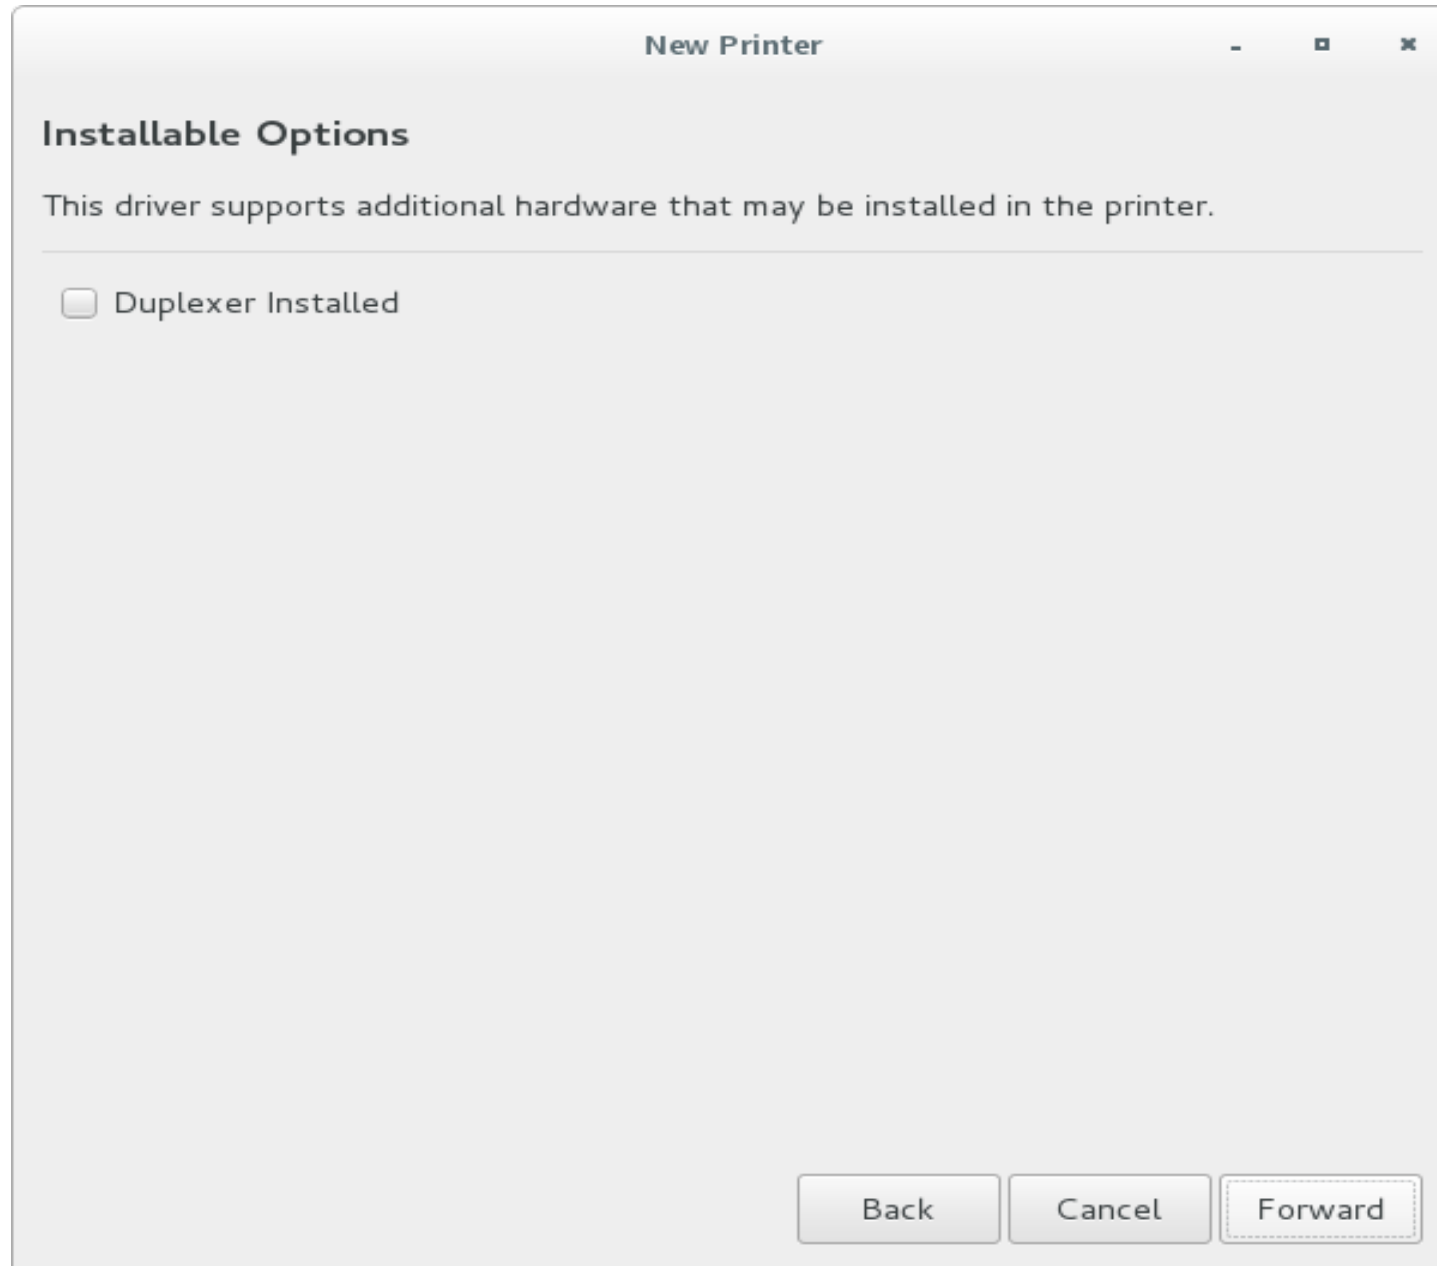 New Printer
Installable Options
This driver supports additional hardware that may be installed in the printer.
Duplexer Installed
Back Cancel Forward